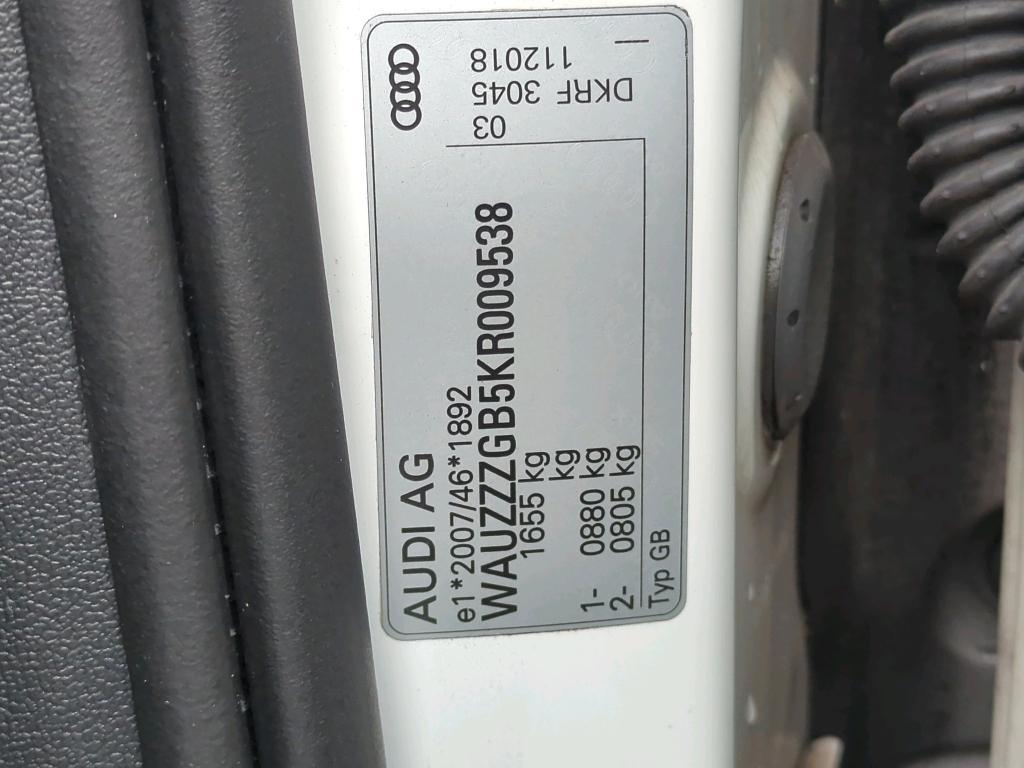 AUDI AG
e1*2007/46*1892
WAUZZZGB5KR009538
1655 kg
kg
1- 0880 kg
2- 0805 kg
Typ GB
03
DKRF 3045
112018